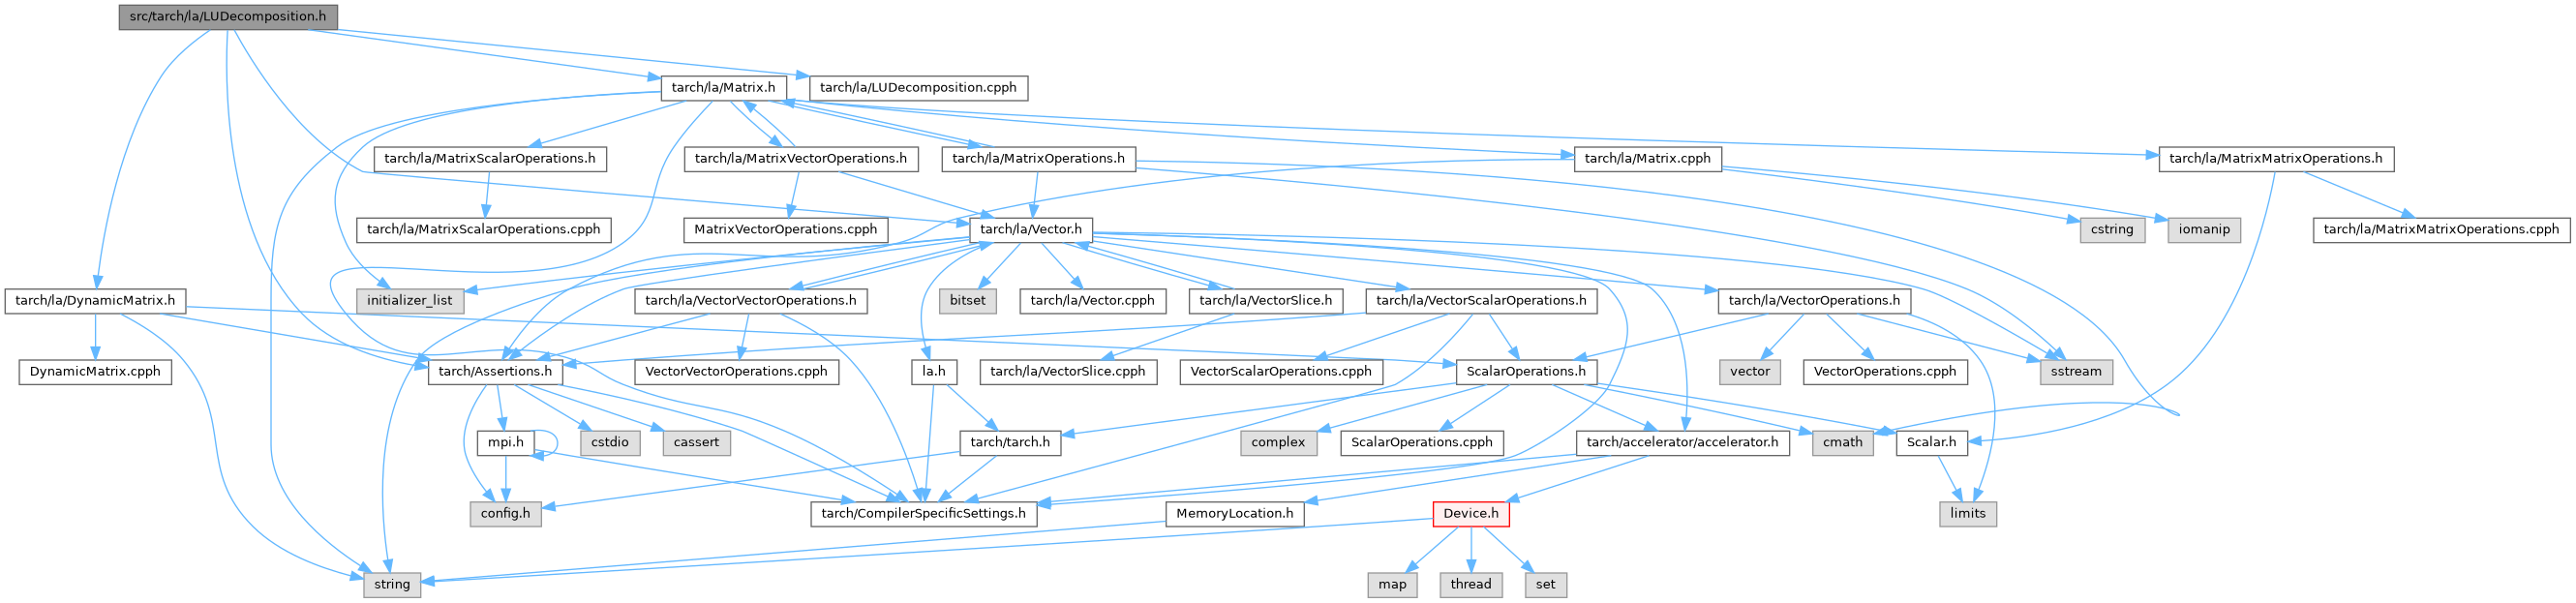 src/tarch/la/LUDecomposition.h
tarch/la/Matrix.h
tarch/la/LUDecomposition.cpph
tarch/la/MatrixScalarOperations.h
tarch/la/MatrixVectorOperations.h
tarch/la/MatrixOperations.h
tarch/la/Matrix.cpph
tarch/la/MatrixMatrixOperations.h
tarch/la/MatrixScalarOperations.cpph
MatrixVectorOperations.cpph
tarch/la/Vector.h
cstring
iomanip
tarch/la/MatrixMatrixOperations.cpph
tarch/la/DynamicMatrix.h
initializer_list
tarch/la/VectorVectorOperations.h
bitset
tarch/la/Vector.cpph
tarch/la/VectorSlice.h
tarch/la/VectorScalarOperations.h
tarch/la/VectorOperations.h
DynamicMatrix.cpph
tarch/Assertions.h
VectorVectorOperations.cpph
la.h
tarch/la/VectorSlice.cpph
VectorScalarOperations.cpph
ScalarOperations.h
vector
VectorOperations.cpph
sstream
mpi.h
cstdio
cassert
tarch/tarch.h
complex
ScalarOperations.cpph
tarch/accelerator/accelerator.h
cmath
Scalar.h
config.h
tarch/CompilerSpecificSettings.h
MemoryLocation.h
Device.h
limits
string
map
thread
set